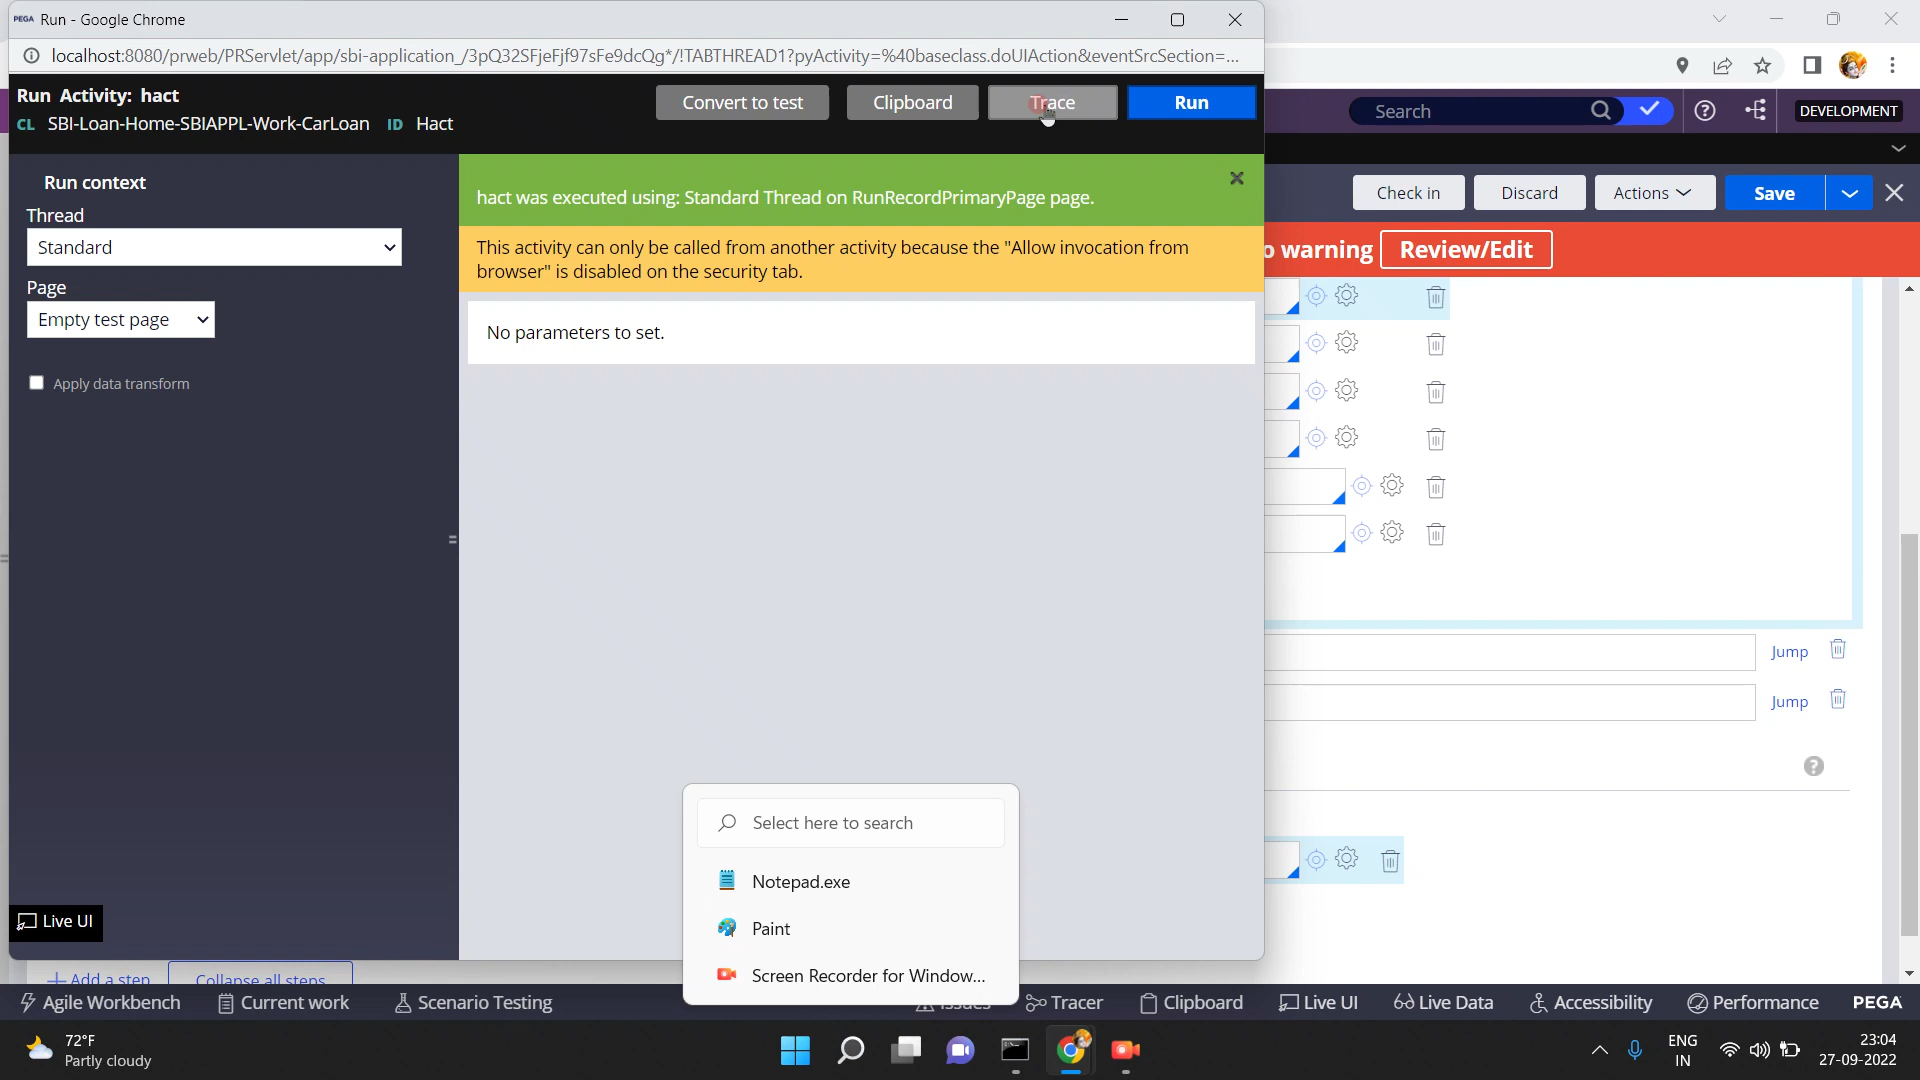 PEGA Run - Google Chrome
localhost:8080/prweb/PRServlet/app/sbi-application_/3pQ32SFjeFjf97sFe9dcQg*/!TABTHREAD1?pyActivity=%40baseclass.doUIAction&eventSrcSection=...
Run Activity: hact
CL SBI-Loan-Home-SBIAPPL-Work-CarLoan ID Hact
Convert to test Clipboard Trace Run
Search
DEVELOPMENT
Run context
Thread
Standard
Page
Empty test page
Apply data transform
hact was executed using: Standard Thread on RunRecordPrimaryPage page.
This activity can only be called from another activity because the "Allow invocation from
browser" is disabled on the security tab.
No parameters to set.
Check in Discard Actions Save
warning Review/Edit
Jump
Jump
Select here to search
Notepad.exe
Paint
Screen Recorder for Window...
Live UI
Add a step Collapse all steps
Agile Workbench Current work Scenario Testing Issues Tracer Clipboard Live UI Live Data Accessibility Performance PEGA
72°F
Partly cloudy
ENG
IN
23:04
27-09-2022